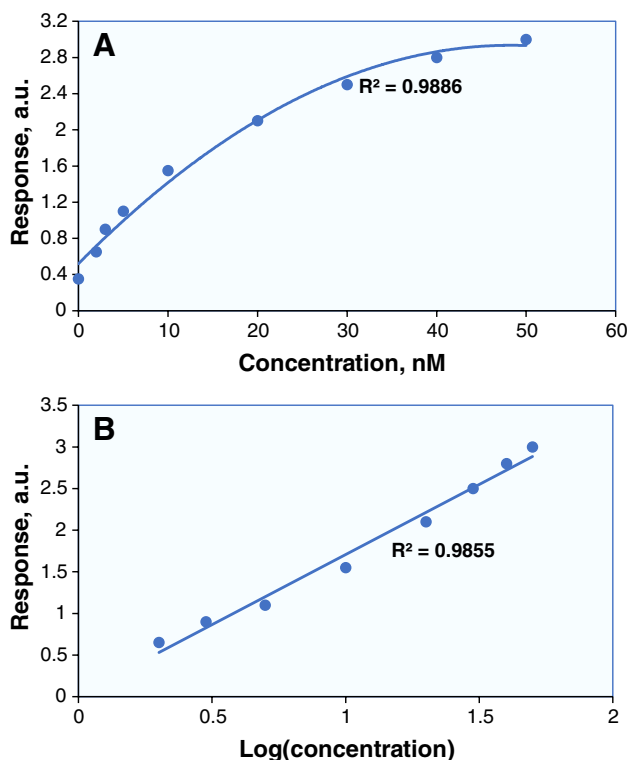 A
3.2
2.8
2.4
2
1.6
1.2
0.8
0.4
0
Response, a.u.
R² = 0.9886
0 10 20 30 40 50 60
Concentration, nM
B
3.5
3
2.5
2
1.5
1
0.5
0
Response, a.u.
R² = 0.9855
0 0.5 1 1.5 2
Log(concentration)